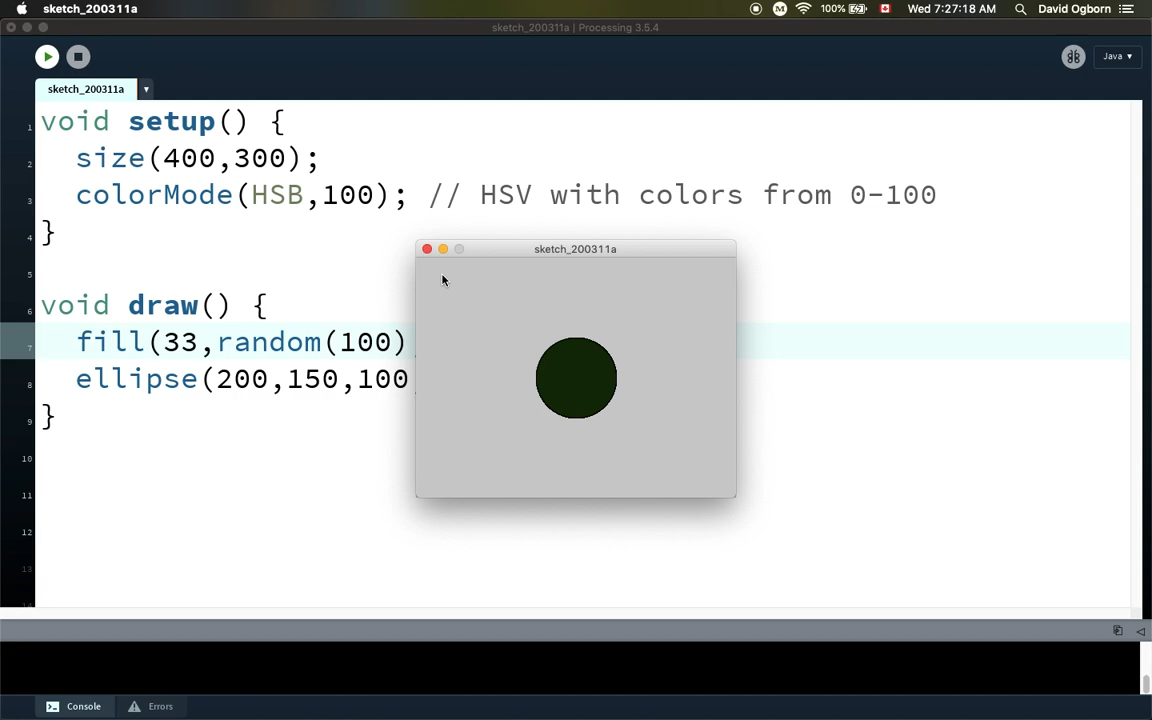 sketch_200311a
100% Wed 7:27:18 AM David Ogborn
sketch_200311a | Processing 3.5.4
Java ▾
sketch_200311a ▾
1 void setup() {
2 size(400,300);
3 colorMode(HSB,100); // HSV with colors from 0-100
4 }
5
6 void draw() {
7 fill(33,random(100)
8 ellipse(200,150,100
9 }
10
11
12
13
sketch_200311a
Console Errors